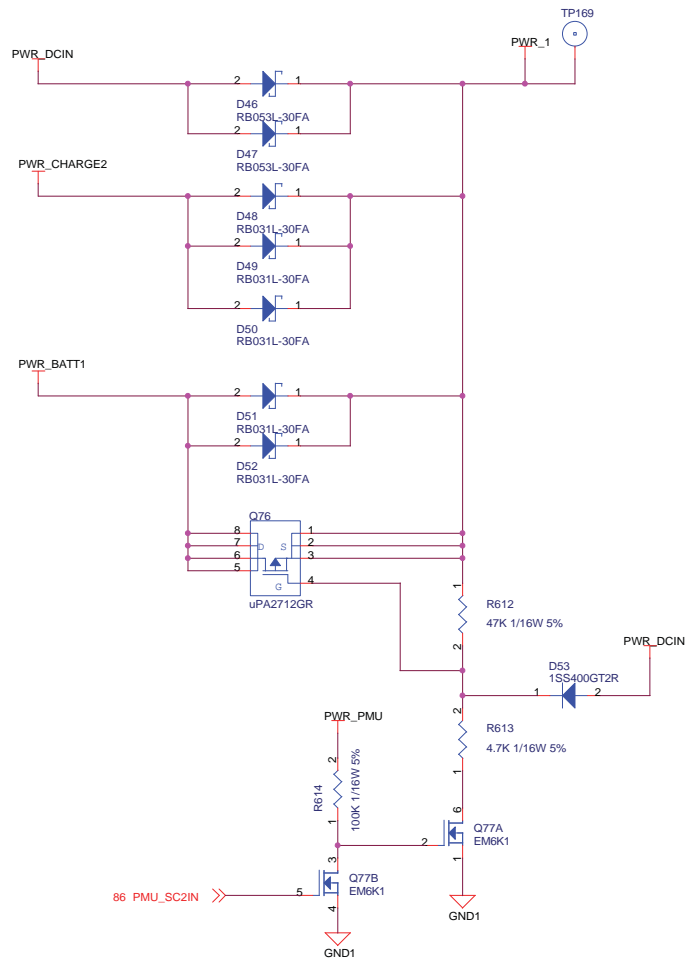 TP169
PWR_DCIN
PWR_1
2 1
D46
RB053L-30FA
2 1
D47
RB053L-30FA
PWR_CHARGE2
2 1
D48
RB031L-30FA
2 1
D49
RB031L-30FA
2 1
D50
RB031L-30FA
PWR_BATT1
2 1
D51
RB031L-30FA
2 1
D52
RB031L-30FA
Q76
8 1
7 D S 2
6 3
5 G 4
uPA2712GR
1
R612
47K 1/16W 5%
2
PWR_DCIN
D53
1SS400GT2R
1 2
2
R613
4.7K 1/16W 5%
1
PWR_PMU
2
R614
100K 1/16W 5%
1
6
Q77A
EM6K1
2
1
GND1
3
Q77B
EM6K1
86 PMU_SC2IN
5
4
GND1